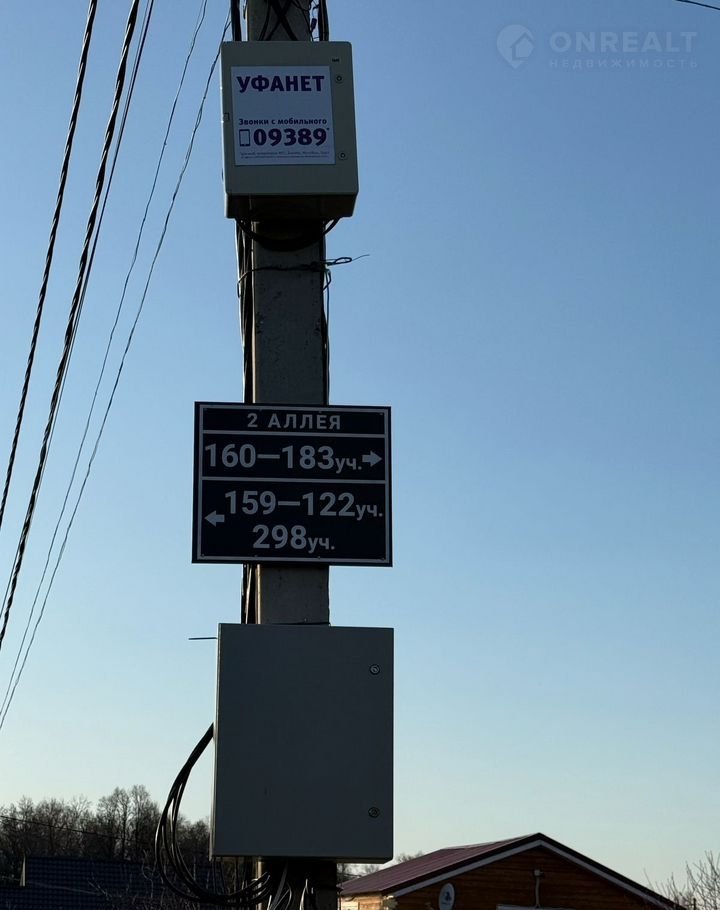 ONREALT
НЕДВИЖИМОСТЬ
УФАНЕТ
Звонки с мобильного
09389*
2 АЛЛЕЯ
160—183уч.→
←159—122уч.
298уч.